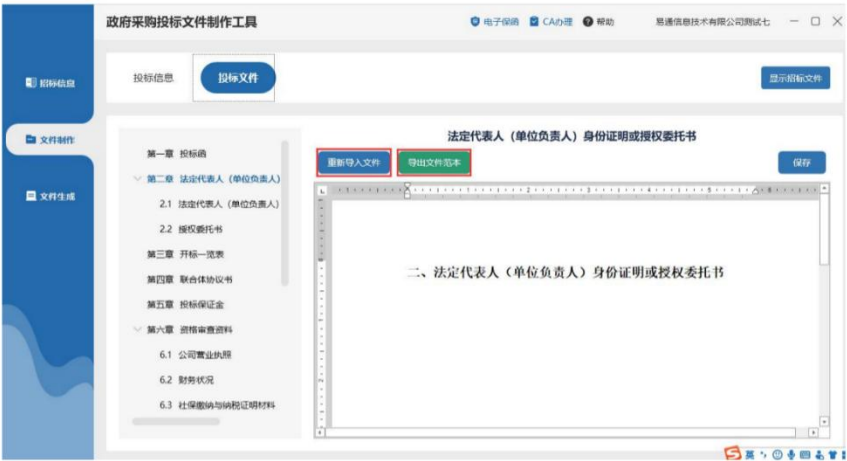 政府采购投标文件制作工具
电子保函 CA办理 帮助 易通信息技术有限公司测试七
招标信息
投标信息 投标文件 显示招标文件
文件制作
文件生成
法定代表人（单位负责人）身份证明或授权委托书
重新导入文件 导出文件范本 保存
第一章 投标函
第二章 法定代表人（单位负责人）
2.1 法定代表人（单位负责人）
2.2 授权委托书
第三章 开标一览表
第四章 联合体协议书
第五章 投标保证金
第六章 资格审查资料
6.1 公司营业执照
6.2 财务状况
6.3 社保缴纳与纳税证明材料
二、法定代表人（单位负责人）身份证明或授权委托书
英